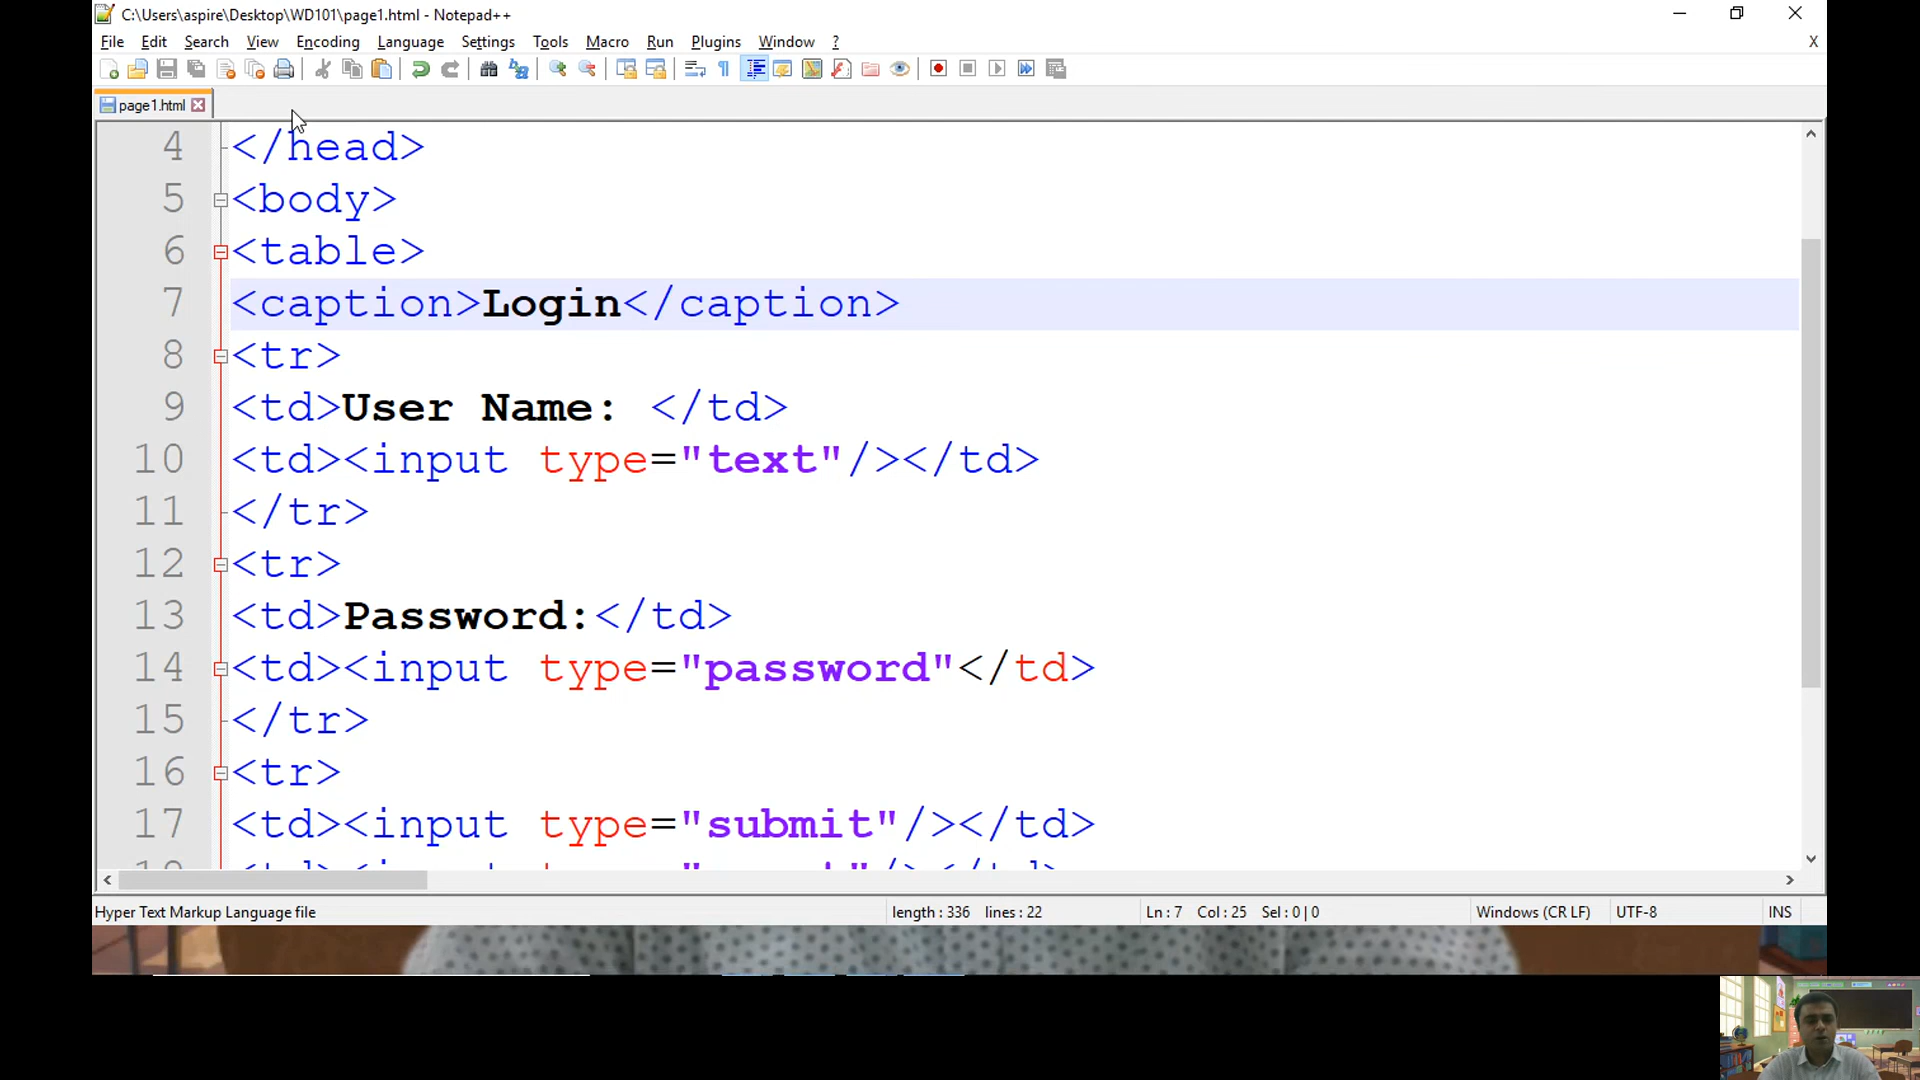 C:\Users\aspire\Desktop\WD101\page1.html - Notepad++
File Edit Search View Encoding Language Settings Tools Macro Run Plugins Window ? X
page1.html
4 </head>
5 <body>
6 <table>
7 <caption>Login</caption>
8 <tr>
9 <td>User Name: </td>
10 <td><input type="text"/></td>
11 </tr>
12 <tr>
13 <td>Password:</td>
14 <td><input type="password"</td>
15 </tr>
16 <tr>
17 <td><input type="submit"/></td>
Hyper Text Markup Language file length : 336 lines : 22 Ln : 7 Col : 25 Sel : 0 | 0 Windows (CR LF) UTF-8 INS